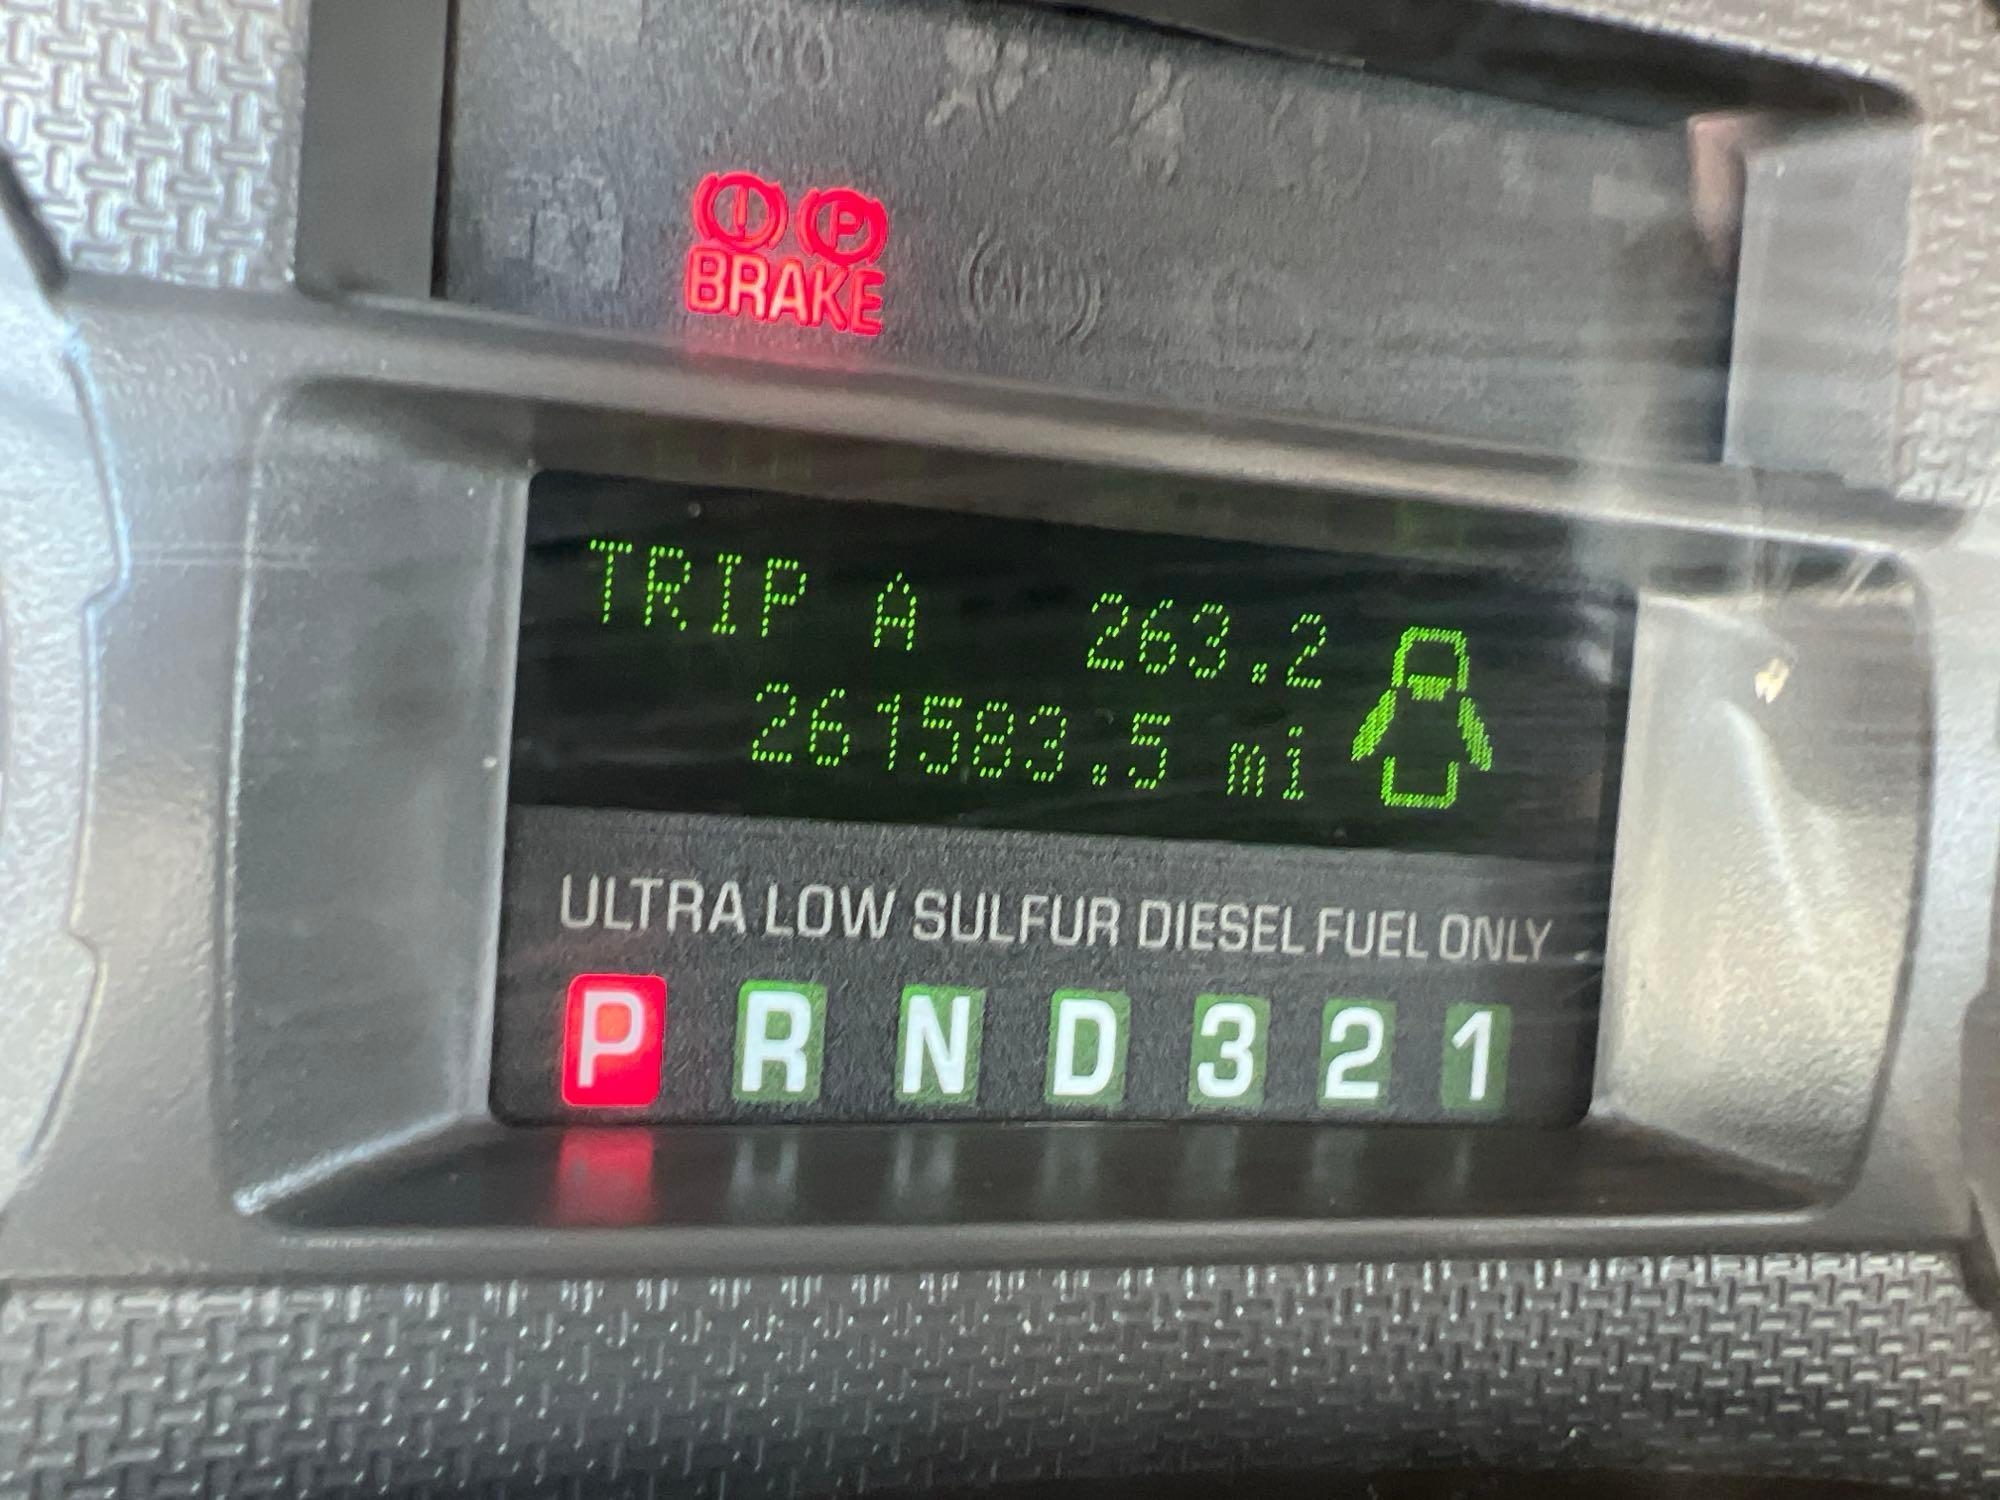 BRAKE
TRIP A 263.2
261583.5 mi
ULTRA LOW SULFUR DIESEL FUEL ONLY
P R N D 3 2 1